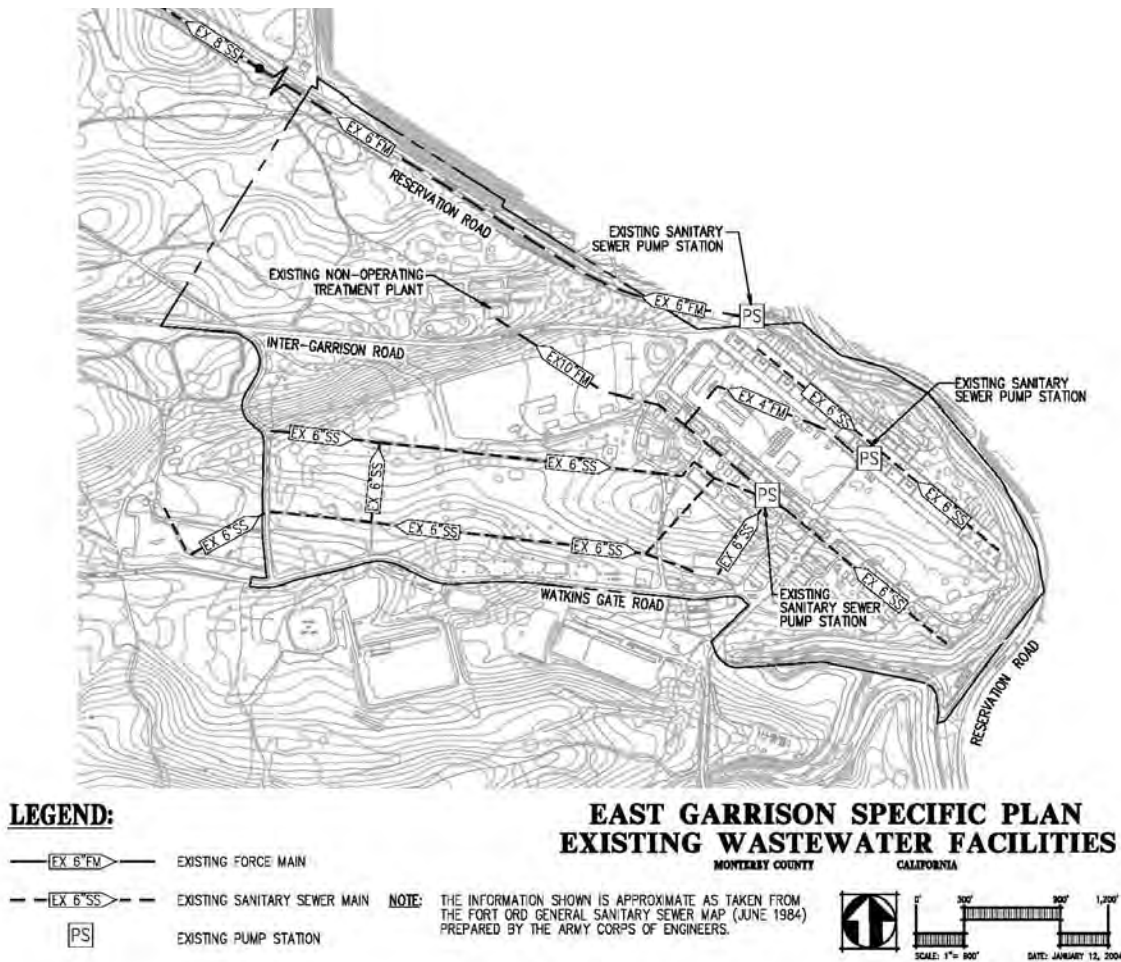 EX 8"SS
EX 6"FM
RESERVATION ROAD
EXISTING SANITARY
SEWER PUMP STATION
EXISTING NON-OPERATING
TREATMENT PLANT
EX 6"FM
PS
INTER-GARRISON ROAD
EX10"FM
EXISTING SANITARY
SEWER PUMP STATION
EX 4"FM
EX 6"SS
EX 6"SS
EX 6"SS
PS
EX 6"SS
PS
EX 6"SS
EX 6"SS
EX 6"SS
EX 6"SS
EX 6"SS
EX 6"SS
WATKINS GATE ROAD
EXISTING
SANITARY SEWER
PUMP STATION
EX 6"SS
RESERVATION ROAD
LEGEND:
EX 6"FM EXISTING FORCE MAIN
EX 6"SS EXISTING SANITARY SEWER MAIN
PS EXISTING PUMP STATION
NOTE: THE INFORMATION SHOWN IS APPROXIMATE AS TAKEN FROM
THE FORT ORD GENERAL SANITARY SEWER MAP (JUNE 1984)
PREPARED BY THE ARMY CORPS OF ENGINEERS.
EAST GARRISON SPECIFIC PLAN
EXISTING WASTEWATER FACILITIES
MONTEREY COUNTY CALIFORNIA
0' 300' 900' 1,200'
SCALE: 1"= 900' DATE: JANUARY 12, 2004